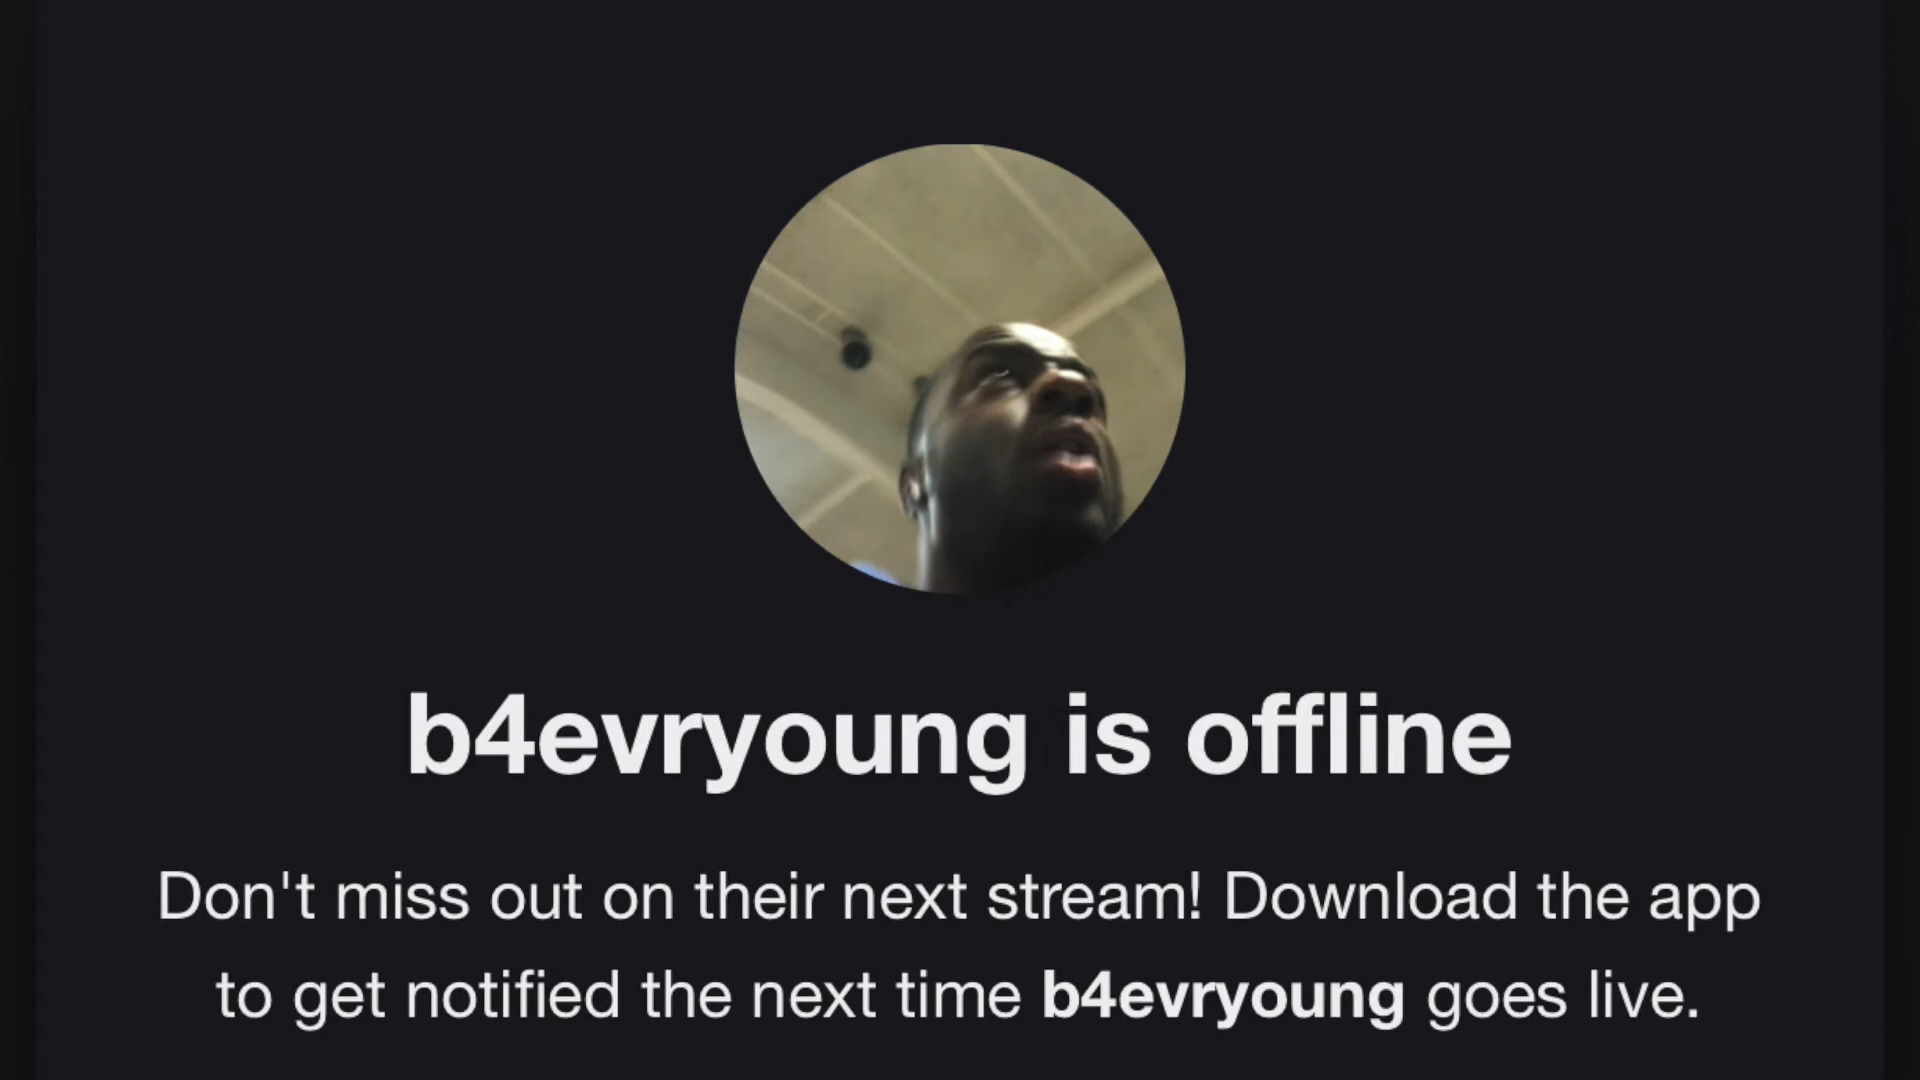 b4evryoung is offline
Don't miss out on their next stream! Download the app
to get notified the next time b4evryoung goes live.